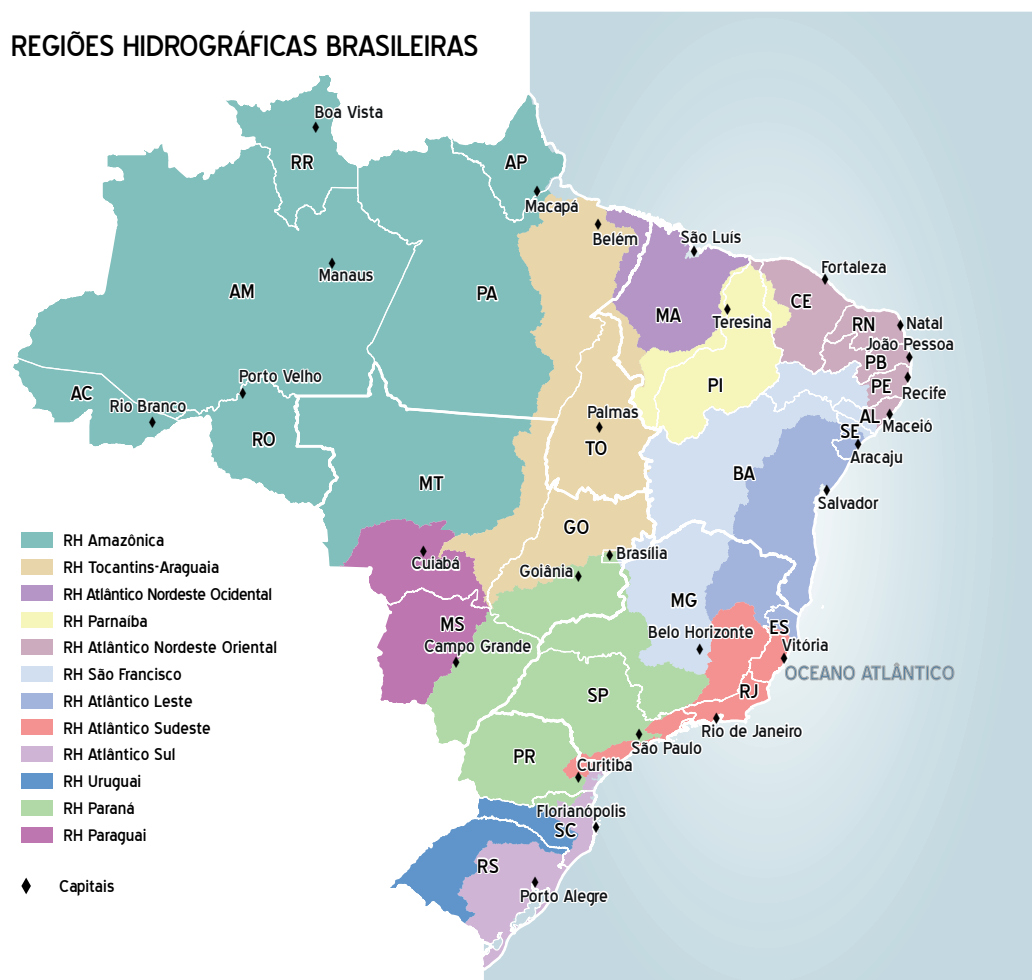 REGIÕES HIDROGRÁFICAS BRASILEIRAS
Boa Vista
RR
AP
Macapá
Belém
São Luís
Fortaleza
Manaus
AM
PA
MA
Teresina
CE
RN
Natal
João Pessoa
PB
PE
Recife
PI
AC
Porto Velho
Rio Branco
RO
Palmas
TO
AL
Maceió
SE
Aracaju
MT
BA
Salvador
GO
Cuiabá
Goiânia
Brasília
MG
MS
Campo Grande
Belo Horizonte
ES
Vitória
OCEANO ATLÂNTICO
SP
RJ
Rio de Janeiro
São Paulo
PR
Curitiba
Florianópolis
SC
RS
Porto Alegre
RH Amazônica
RH Tocantins-Araguaia
RH Atlântico Nordeste Ocidental
RH Parnaíba
RH Atlântico Nordeste Oriental
RH São Francisco
RH Atlântico Leste
RH Atlântico Sudeste
RH Atlântico Sul
RH Uruguai
RH Paraná
RH Paraguai
Capitais